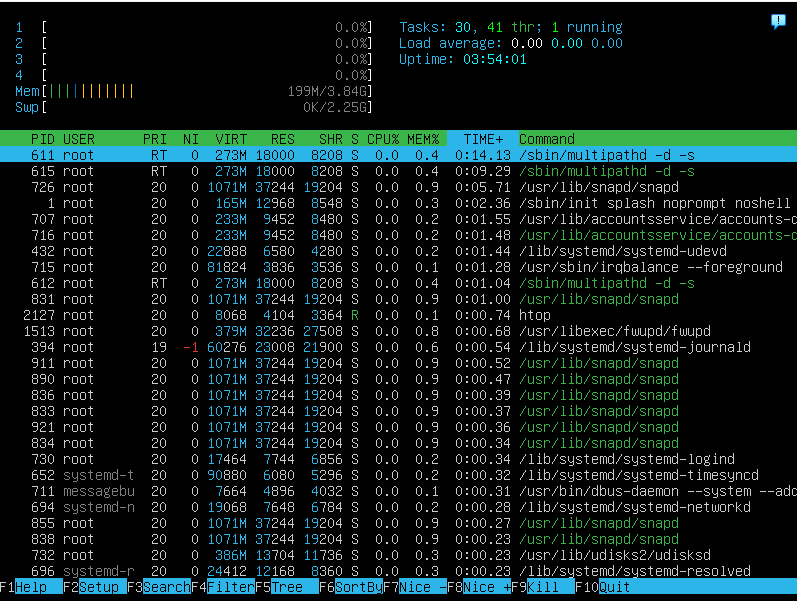 1 [ 0.0%] Tasks: 30, 41 thr; 1 running
2 [ 0.0%] Load average: 0.00 0.00 0.00
3 [ 0.0%] Uptime: 03:54:01
4 [ 0.0%]
Mem[||||||||||| 199M/3.84G]
Swp[ 0K/2.25G]
PID USER PRI NI VIRT RES SHR S CPU% MEM% TIME+ Command
611 root RT 0 273M 18000 8208 S 0.0 0.4 0:14.13 /sbin/multipathd -d -s
615 root RT 0 273M 18000 8208 S 0.0 0.4 0:09.29 /sbin/multipathd -d -s
726 root 20 0 1071M 37244 19204 S 0.0 0.9 0:05.71 /usr/lib/snapd/snapd
1 root 20 0 165M 12968 8548 S 0.0 0.3 0:02.36 /sbin/init splash noprompt noshell
707 root 20 0 233M 9452 8480 S 0.0 0.2 0:01.55 /usr/lib/accountsservice/accounts-d
716 root 20 0 233M 9452 8480 S 0.0 0.2 0:01.48 /usr/lib/accountsservice/accounts-d
432 root 20 0 22888 6580 4280 S 0.0 0.2 0:01.44 /lib/systemd/systemd-udevd
715 root 20 0 81824 3836 3536 S 0.0 0.1 0:01.28 /usr/sbin/irqbalance --foreground
612 root RT 0 273M 18000 8208 S 0.0 0.4 0:01.04 /sbin/multipathd -d -s
831 root 20 0 1071M 37244 19204 S 0.0 0.9 0:01.00 /usr/lib/snapd/snapd
2127 root 20 0 8068 4104 3364 R 0.0 0.1 0:00.74 htop
1513 root 20 0 379M 32236 27508 S 0.0 0.8 0:00.68 /usr/libexec/fwupd/fwupd
394 root 19 -1 60276 23008 21900 S 0.0 0.6 0:00.54 /lib/systemd/systemd-journald
911 root 20 0 1071M 37244 19204 S 0.0 0.9 0:00.52 /usr/lib/snapd/snapd
890 root 20 0 1071M 37244 19204 S 0.0 0.9 0:00.47 /usr/lib/snapd/snapd
836 root 20 0 1071M 37244 19204 S 0.0 0.9 0:00.39 /usr/lib/snapd/snapd
833 root 20 0 1071M 37244 19204 S 0.0 0.9 0:00.37 /usr/lib/snapd/snapd
921 root 20 0 1071M 37244 19204 S 0.0 0.9 0:00.36 /usr/lib/snapd/snapd
834 root 20 0 1071M 37244 19204 S 0.0 0.9 0:00.34 /usr/lib/snapd/snapd
730 root 20 0 17464 7744 6856 S 0.0 0.2 0:00.34 /lib/systemd/systemd-logind
652 systemd-t 20 0 90880 6080 5296 S 0.0 0.2 0:00.32 /lib/systemd/systemd-timesyncd
711 messagebu 20 0 7664 4896 4032 S 0.0 0.1 0:00.31 /usr/bin/dbus-daemon --system --add
694 systemd-n 20 0 19068 7648 6784 S 0.0 0.2 0:00.28 /lib/systemd/systemd-networkd
855 root 20 0 1071M 37244 19204 S 0.0 0.9 0:00.27 /usr/lib/snapd/snapd
838 root 20 0 1071M 37244 19204 S 0.0 0.9 0:00.23 /usr/lib/snapd/snapd
732 root 20 0 386M 13704 11736 S 0.0 0.3 0:00.23 /usr/lib/udisks2/udisksd
696 systemd-r 20 0 24412 12168 8360 S 0.0 0.3 0:00.23 /lib/systemd/systemd-resolved
F1Help F2Setup F3SearchF4FilterF5Tree F6SortByF7Nice -F8Nice +F9Kill F10Quit